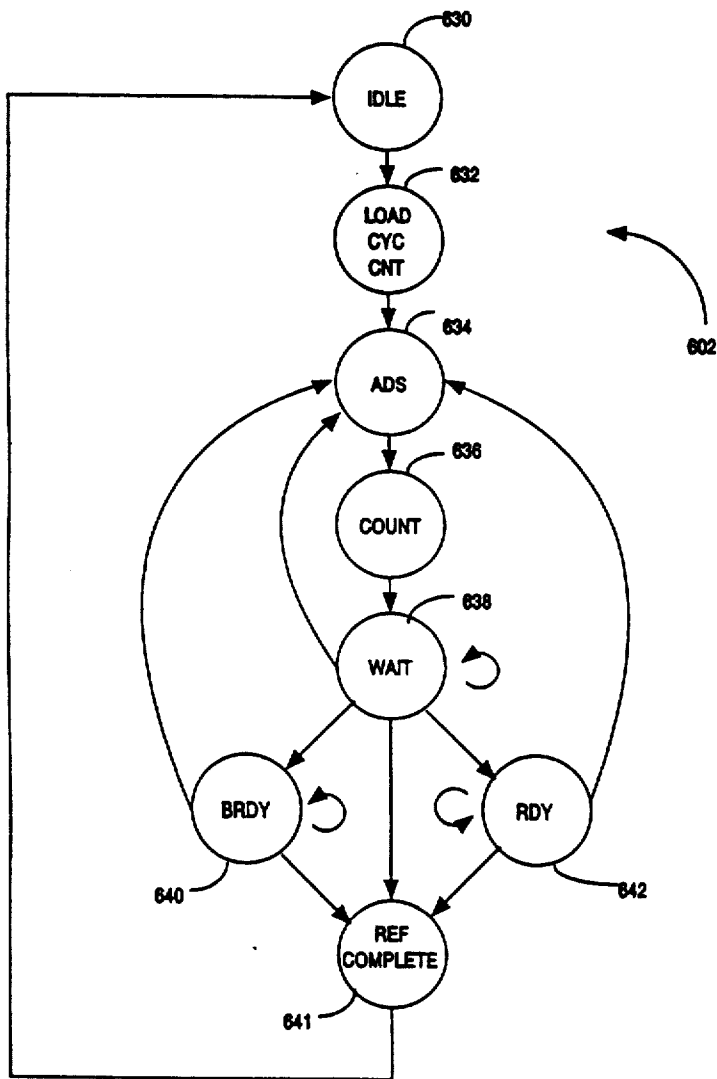 630
IDLE
632
LOAD
CYC
CNT
602
634
ADS
636
COUNT
638
WAIT
BRDY
RDY
640
642
REF
COMPLETE
641